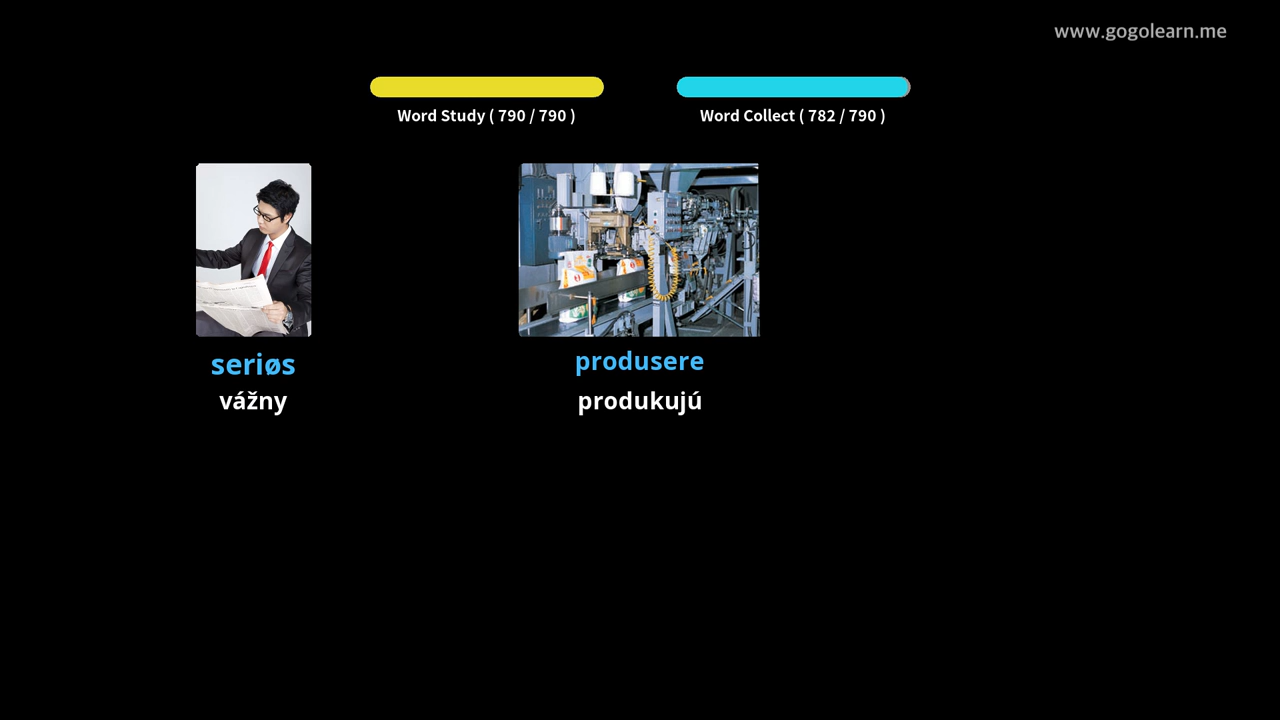 www.gogolearn.me
Word Study ( 790 / 790 )
Word Collect ( 782 / 790 )
seriøs
produsere
vážny
produkujú